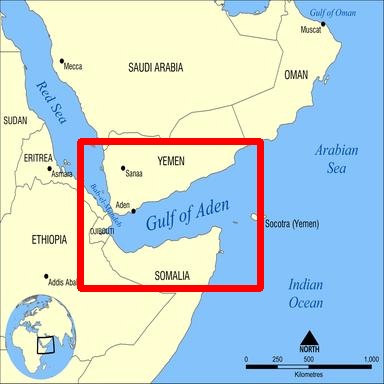 Gulf of Oman
Muscat
Mecca
SAUDI ARABIA
OMAN
Red Sea
SUDAN
Arabian
Sea
ERITREA
Asmara
YEMEN
Sanaa
Bab-el-Mandeb
Aden
Gulf of Aden
Socotra (Yemen)
DJIBOUTI
ETHIOPIA
SOMALIA
Addis Aba
Indian
Ocean
NORTH
0 250 500 1,000
Kilometres